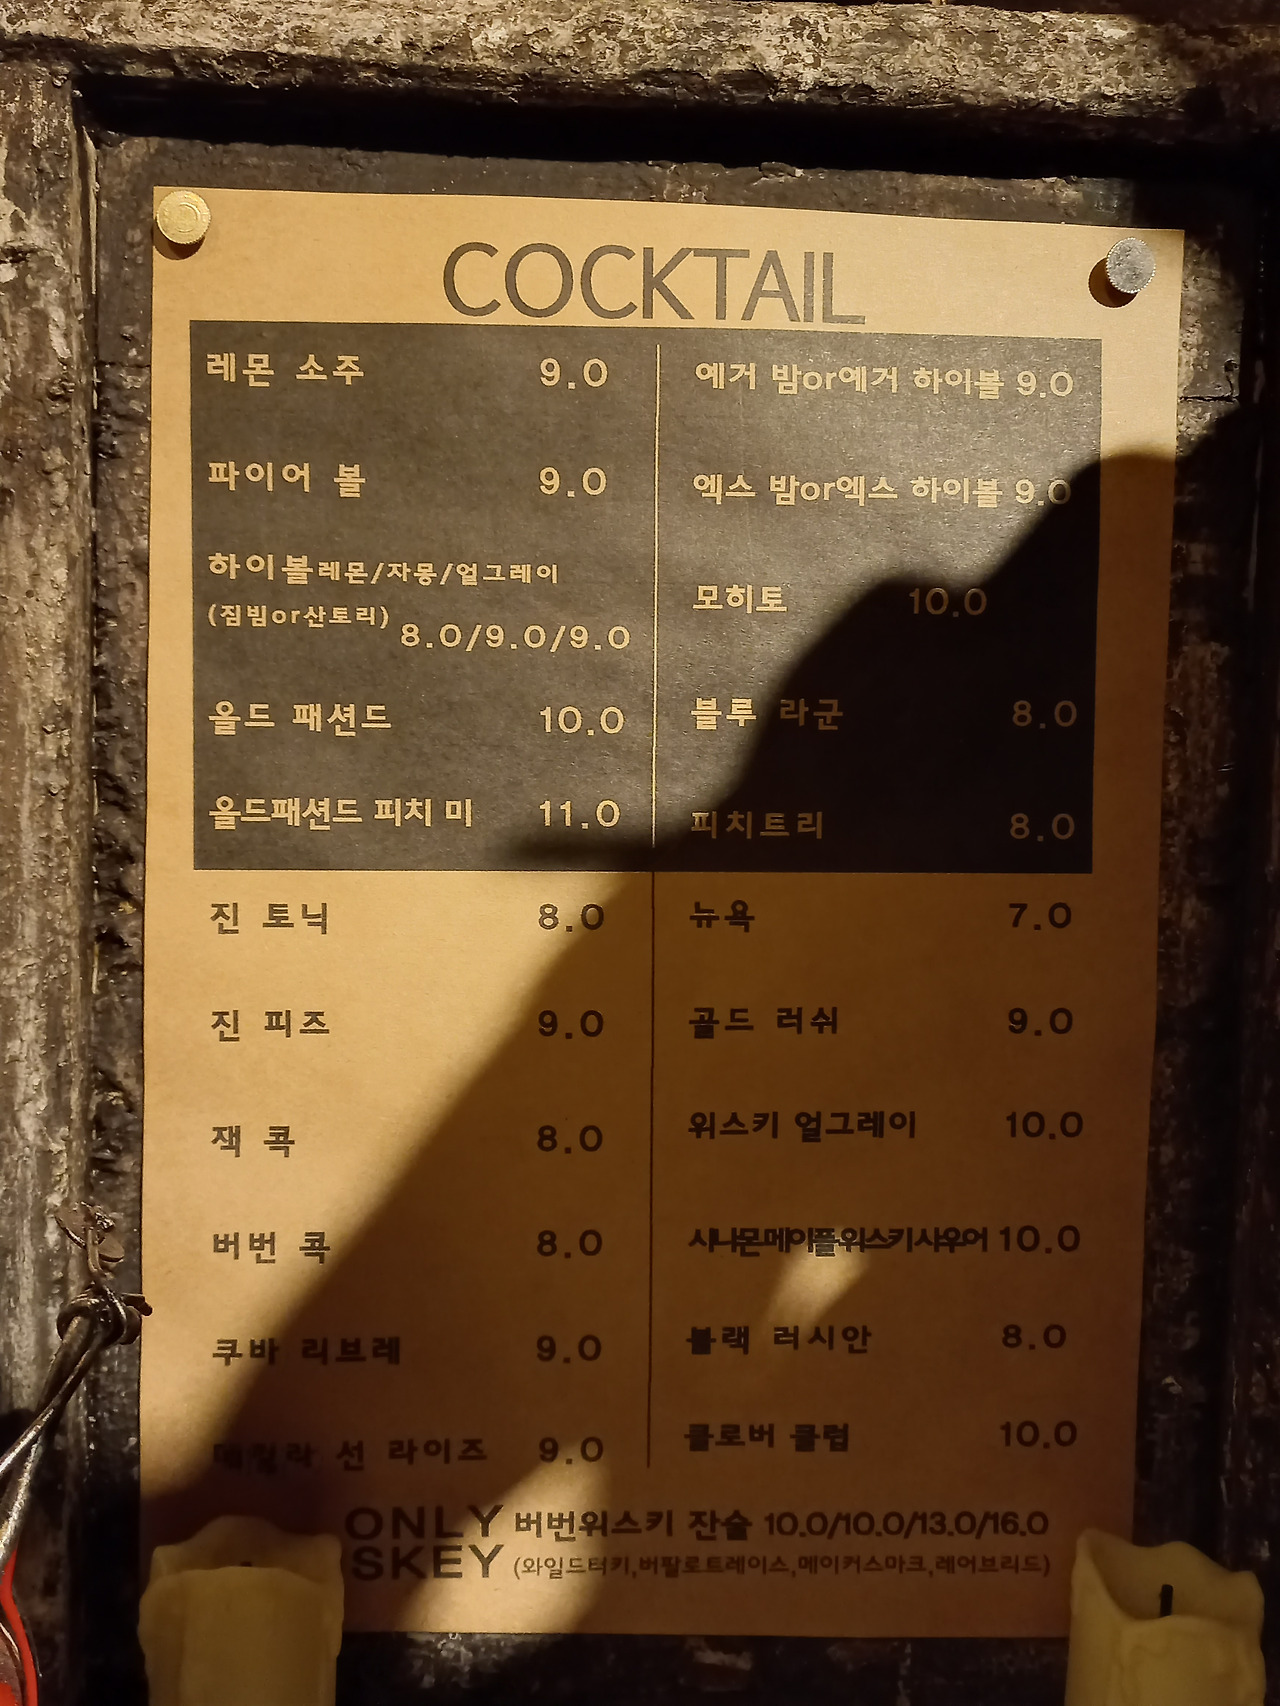 COCKTAIL
레몬 소주 9.0
파이어 볼 9.0
하이볼레몬/자몽/얼그레이
(짐빔or산토리) 8.0/9.0/9.0
올드 패션드 10.0
올드패션드 피치 미 11.0
진 토닉 8.0
진 피즈 9.0
잭 콕 8.0
버번 콕 8.0
쿠바 리브레 9.0
데킬라 선 라이즈 9.0
예거 밤or예거 하이볼 9.0
엑스 밤or엑스 하이볼 9.0
모히토 10.0
블루 라군 8.0
피치트리 8.0
뉴욕 7.0
골드 러쉬 9.0
위스키 얼그레이 10.0
시나몬메이플위스키사우어 10.0
블랙 러시안 8.0
클로버 클럽 10.0
ONLY 버번위스키 잔술 10.0/10.0/13.0/16.0
SKEY (와일드터키,버팔로트레이스,메이커스마크,레어브리드)